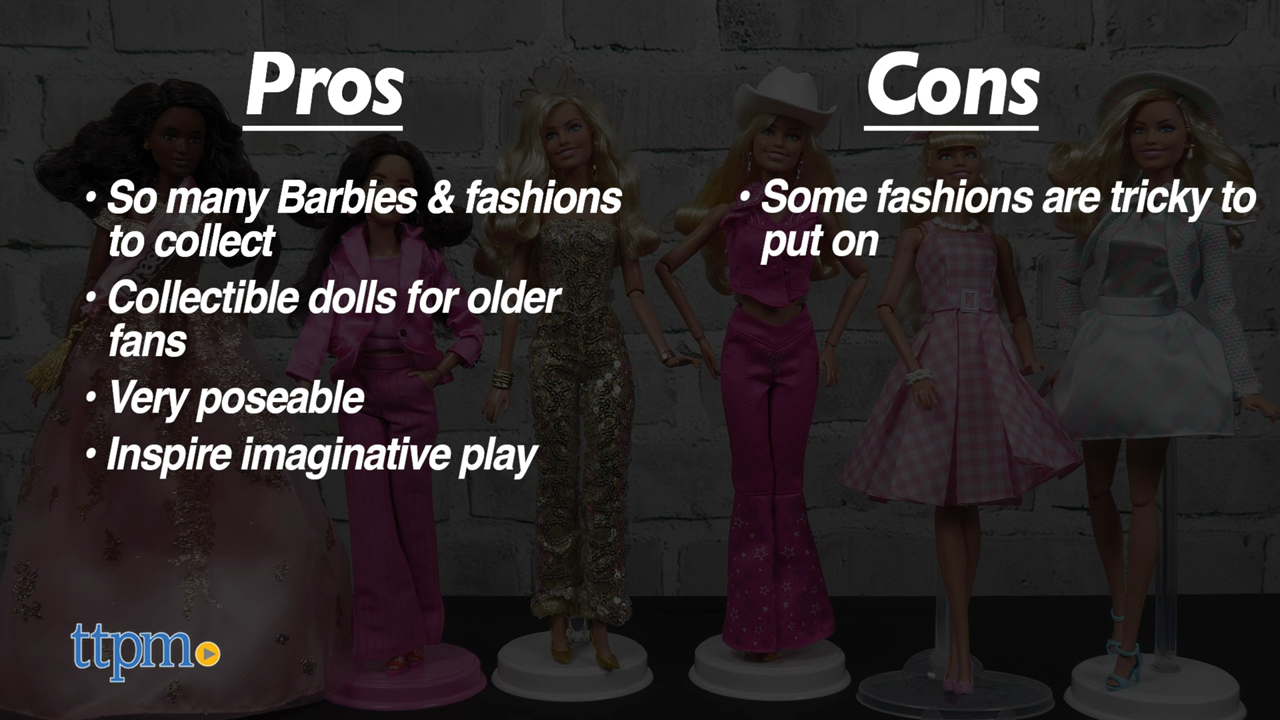 Pros
• So many Barbies & fashions
to collect
• Collectible dolls for older
fans
• Very poseable
• Inspire imaginative play
Cons
• Some fashions are tricky to
put on
ttpm